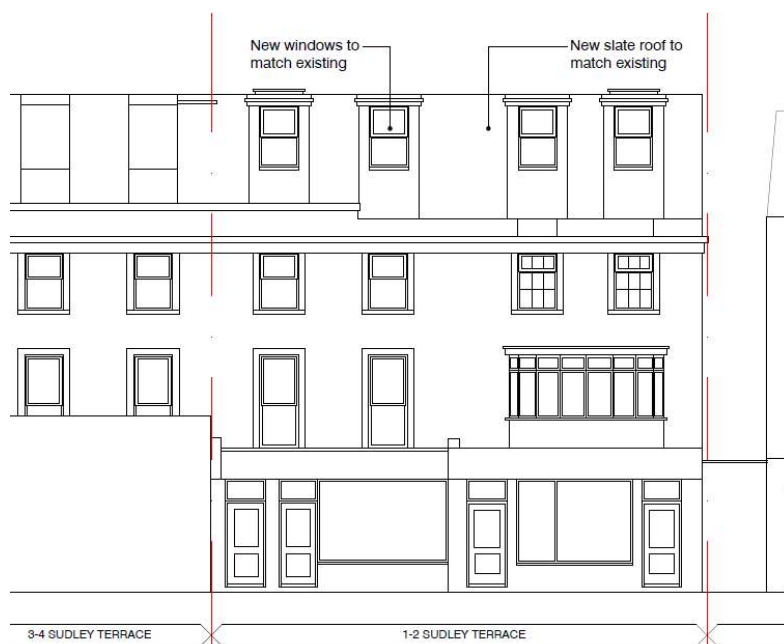 New windows to
match existing
New slate roof to
match existing
3-4 SUDLEY TERRACE
1-2 SUDLEY TERRACE